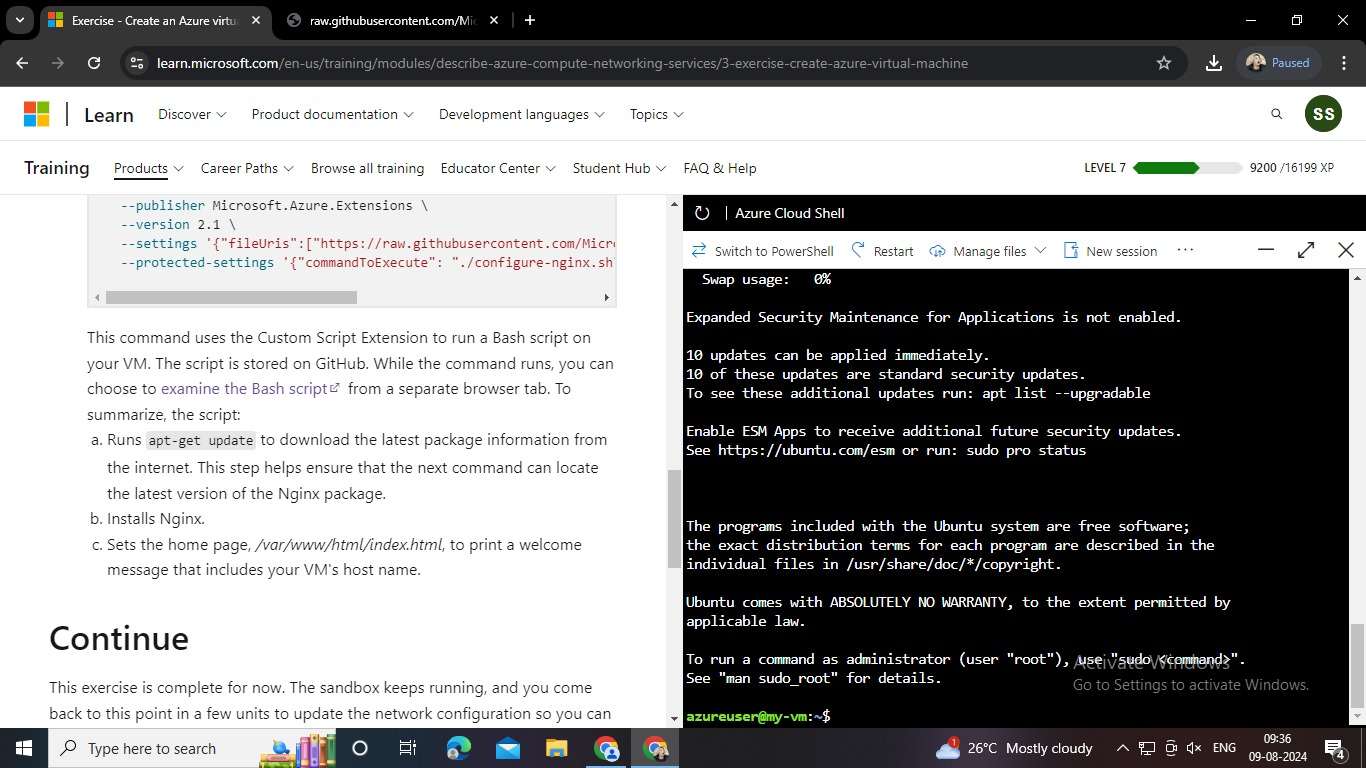 Exercise - Create an Azure virtu
raw.githubusercontent.com/Mic
learn.microsoft.com/en-us/training/modules/describe-azure-compute-networking-services/3-exercise-create-azure-virtual-machine
Paused
Learn
Discover
Product documentation
Development languages
Topics
SS
Training
Products
Career Paths
Browse all training
Educator Center
Student Hub
FAQ & Help
LEVEL 7
9200 /16199 XP
--publisher Microsoft.Azure.Extensions \
--version 2.1 \
--settings '{"fileUris":["https://raw.githubusercontent.com/Micro
--protected-settings '{"commandToExecute": "./configure-nginx.sh"
This command uses the Custom Script Extension to run a Bash script on
your VM. The script is stored on GitHub. While the command runs, you can
choose to examine the Bash script from a separate browser tab. To
summarize, the script:
a. Runs apt-get update to download the latest package information from
the internet. This step helps ensure that the next command can locate
the latest version of the Nginx package.
b. Installs Nginx.
c. Sets the home page, /var/www/html/index.html, to print a welcome
message that includes your VM's host name.
Continue
This exercise is complete for now. The sandbox keeps running, and you come
back to this point in a few units to update the network configuration so you can
Azure Cloud Shell
Switch to PowerShell
Restart
Manage files
New session
Swap usage: 0%
Expanded Security Maintenance for Applications is not enabled.
10 updates can be applied immediately.
10 of these updates are standard security updates.
To see these additional updates run: apt list --upgradable
Enable ESM Apps to receive additional future security updates.
See https://ubuntu.com/esm or run: sudo pro status
The programs included with the Ubuntu system are free software;
the exact distribution terms for each program are described in the
individual files in /usr/share/doc/*/copyright.
Ubuntu comes with ABSOLUTELY NO WARRANTY, to the extent permitted by
applicable law.
To run a command as administrator (user "root"), use "sudo <command>".
See "man sudo_root" for details.
azureuser@my-vm:~$
Activate Windows
Go to Settings to activate Windows.
Type here to search
1
26°C Mostly cloudy
ENG
09:36
09-08-2024
4